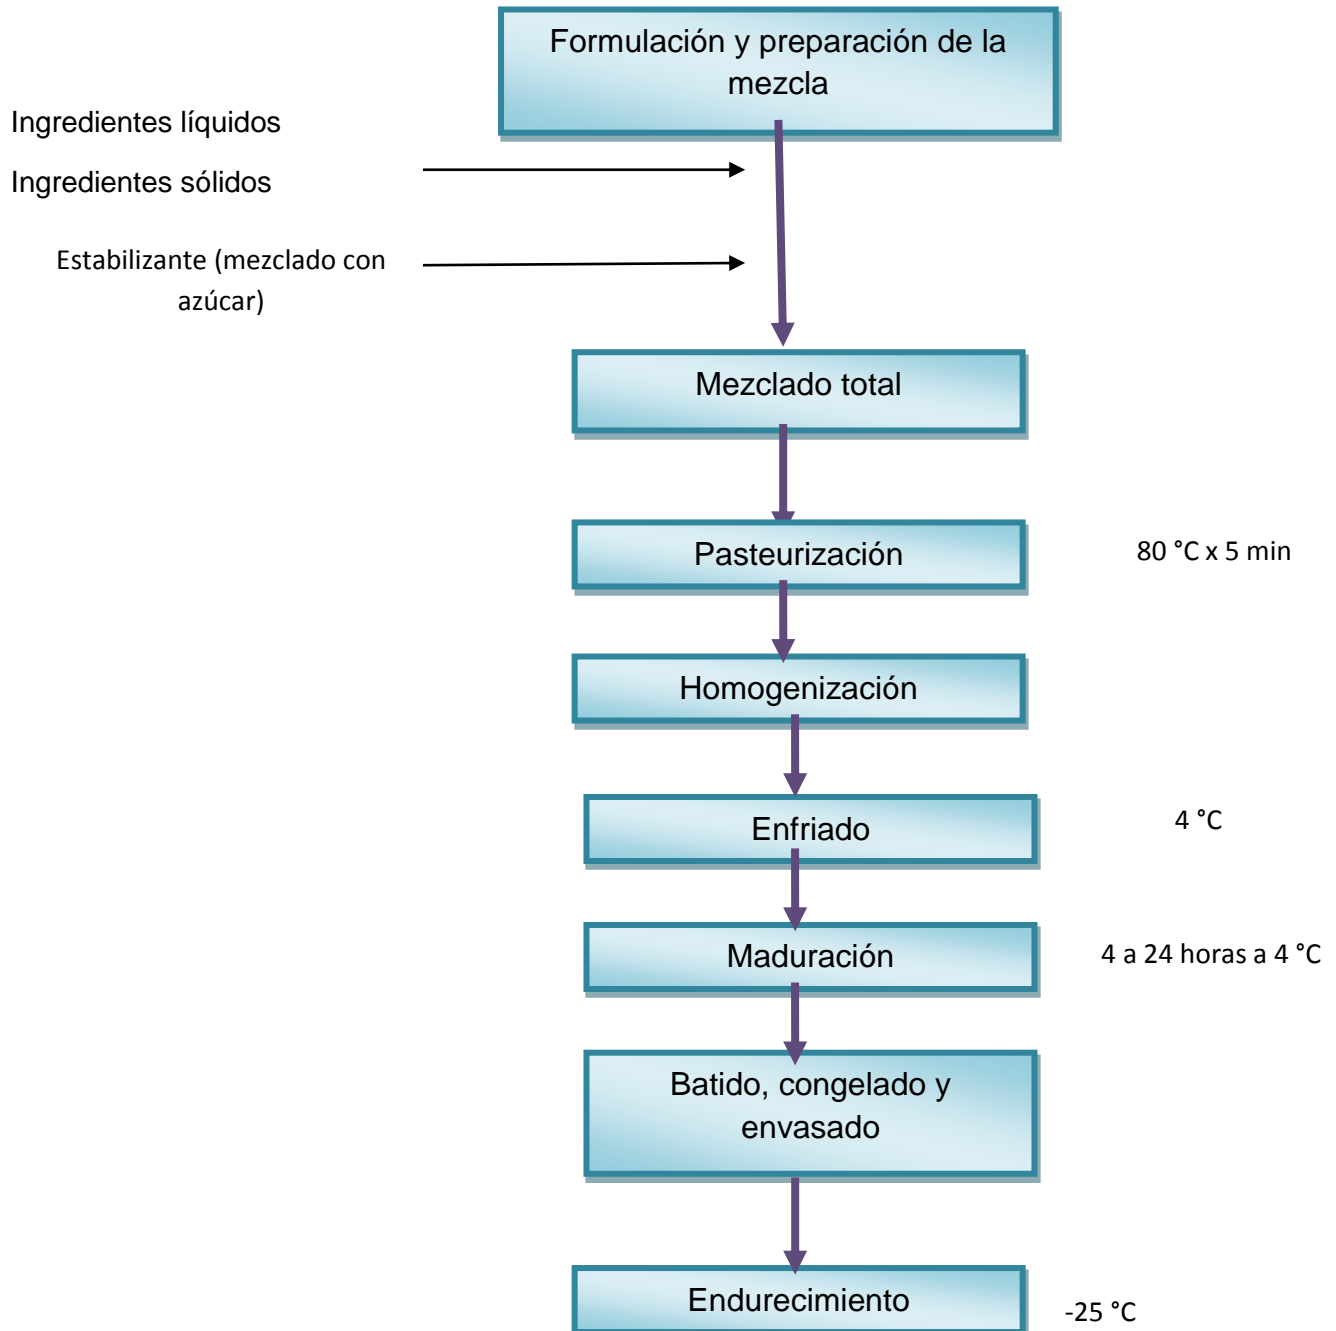 Formulación y preparación de la
mezcla
Ingredientes líquidos
Ingredientes sólidos
Estabilizante (mezclado con
azúcar)
Mezclado total
Pasteurización
80 °C x 5 min
Homogenización
Enfriado
4 °C
Maduración
4 a 24 horas a 4 °C
Batido, congelado y
envasado
Endurecimiento
-25 °C